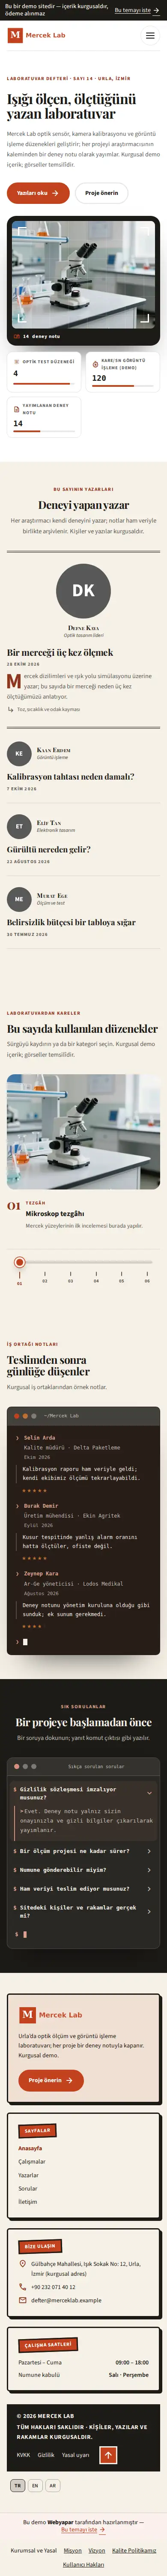 Bu bir demo sitedir — içerik kurgusaldır,
ödeme alınmaz
Bu temayı iste →
M Mercek Lab
LABORATUVAR DEFTERİ · SAYI 14 · URLA, İZMİR
Işığı ölçen, ölçtüğünü
yazan laboratuvar
Mercek Lab optik sensör, kamera kalibrasyonu ve görüntü
işleme yazılımı geliştirir; her projenin araştırmacısı kendi
kaleminden bir deney notu olarak yayımlar. Kurgusal demo
içeriği.
Yazıları oku →
Proje önerin
14 deney notu
OPTİK TEST DÜZENEĞİ
4
KARE/SN GÖRÜNTÜ
İŞLEME (DEMO)
120
YAYIMLANAN DENEY
NOTU
14
BU SAYININ YAZARLARI
Deneyi yapan yazar
Her araştırmacı kendi deneyini yazar; notlar ham veriyle
birlikte arşivlenir. Kişiler ve yazılar kurgusaldır.
DK
Defne Kaya
Optik tasarım lideri
Bir merceği üç kez ölçmek
28 EKİM 2026
Mercek dizilimleri ve ışık yolu simülasyonu üzerine
yazar; bu sayıda bir merceği neden üç kez
ölçtüğümüzü anlatıyor.
Toz, sıcaklık ve odak kayması
KE
Kaan Erdem
Görüntü işleme
Kalibrasyon tahtası neden damalı?
7 EKİM 2026
ET
Elif Tan
Elektronik tasarım
Gürültü nereden gelir?
22 AĞUSTOS 2026
ME
Murat Ege
Ölçüm ve test
Belirsizlik bütçesi bir tabloya sığar
30 TEMMUZ 2026
LABORATUVARDAN KARELER
Bu sayıda kullanılan düzenekler
Sürgüyü kaydırın ya da bir kategori seçin. Kurgusal demo
içeriği; görseller temsilîdir.
01
TEZGÂH
Mikroskop tezgâhı
Mercek yüzeylerinin ilk incelemesi burada yapılır.
01 02 03 04 05 06
İŞ ORTAĞI NOTLARI
Teslimden sonra
günlüğe düşenler
Kurgusal iş ortaklarından örnek notlar.
~/Mercek Lab
❯ Selin Arda
Kalite müdürü · Delta Paketleme
Ekim 2026
Kalibrasyon raporu ham veriyle geldi;
kendi ekibimiz ölçümü tekrarlayabildi.
★★★★★
❯ Burak Demir
Üretim mühendisi · Ekin Agritek
Eylül 2026
Kusur tespitinde yanlış alarm oranını
hatta ölçtüler, ofiste değil.
★★★★★
❯ Zeynep Kara
Ar-Ge yöneticisi · Lodos Medikal
Ağustos 2026
Deney notunu yönetim kuruluna olduğu gibi
sunduk; ek sunum gerekmedi.
★★★★
❯
SIK SORULANLAR
Bir projeye başlamadan önce
Bir soruya dokunun; yanıt komut çıktısı gibi yazılır.
Sıkça sorulan sorular
$ Gizlilik sözleşmesi imzalıyor
musunuz?
>Evet. Deney notu yalnız sizin
onayınızla ve gizli bilgiler çıkarılarak
yayımlanır.
$ Bir ölçüm projesi ne kadar sürer?
$ Numune gönderebilir miyim?
$ Ham veriyi teslim ediyor musunuz?
$ Sitedeki kişiler ve rakamlar gerçek
mi?
$
M Mercek Lab
Urla'da optik ölçüm ve görüntü işleme
laboratuvarı; her proje bir deney notuyla kapanır.
Kurgusal demo.
Proje önerin →
SAYFALAR
Anasayfa
Çalışmalar
Yazarlar
Sorular
İletişim
BİZE ULAŞIN
Gülbahçe Mahallesi, Işık Sokak No: 12, Urla,
İzmir (kurgusal adres)
+90 232 071 40 12
defter@merceklab.example
ÇALIŞMA SAATLERİ
Pazartesi – Cuma 09:00 – 18:00
Numune kabulü Salı · Perşembe
© 2026 MERCEK LAB
TÜM HAKLARI SAKLIDIR · KİŞİLER, YAZILAR VE
RAKAMLAR KURGUSALDIR.
KVKK Gizlilik Yasal uyarı
TR EN AR
Bu demo Webyapar tarafından hazırlanmıştır —
Bu temayı iste →
Kurumsal ve Yasal Misyon Vizyon Kalite Politikamız
Kullanıcı Hakları